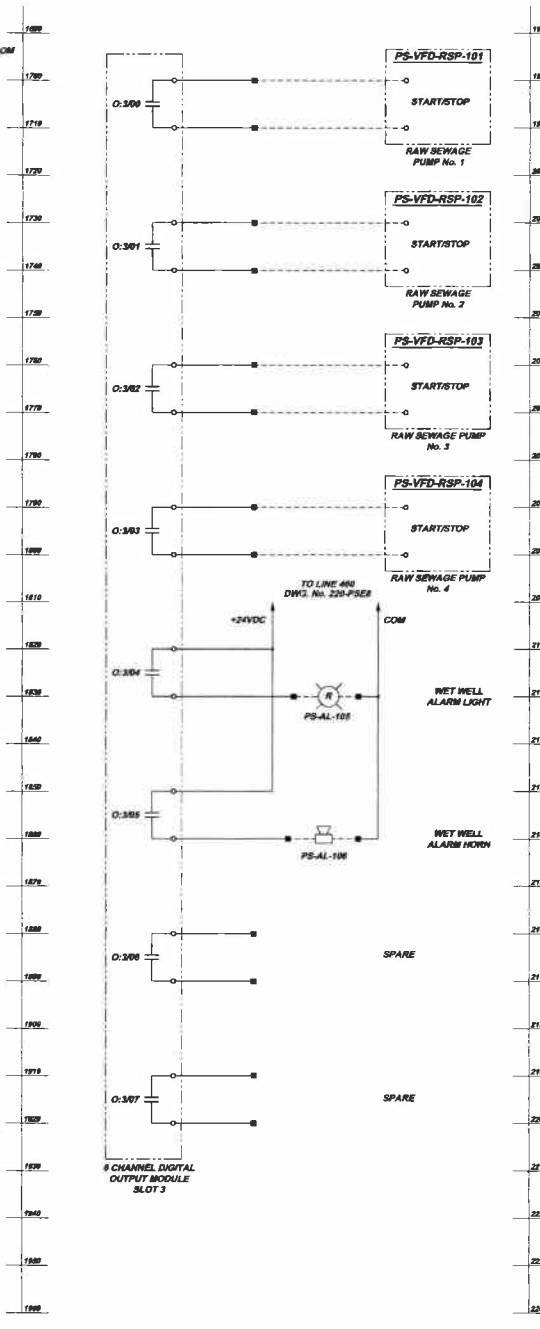 1690
PS-VFD-RSP-101
1700
O:3/00
START/STOP
1710
RAW SEWAGE
PUMP No. 1
1720
PS-VFD-RSP-102
1730
O:3/01
START/STOP
1740
RAW SEWAGE
PUMP No. 2
1750
PS-VFD-RSP-103
1760
O:3/02
START/STOP
1770
RAW SEWAGE PUMP
No. 3
1780
PS-VFD-RSP-104
1790
O:3/03
START/STOP
1800
RAW SEWAGE PUMP
No. 4
TO LINE 460
1810
+24VDC
COM
1820
O:3/04
R
1830
WET WELL
ALARM LIGHT
PS-AL-105
1840
1850
O:3/05
1860
WET WELL
ALARM HORN
PS-AL-106
1870
1880
O:3/06
SPARE
1890
1900
1910
O:3/07
SPARE
1920
1930
8 CHANNEL DIGITAL
OUTPUT MODULE
SLOT 3
1940
1950
1960